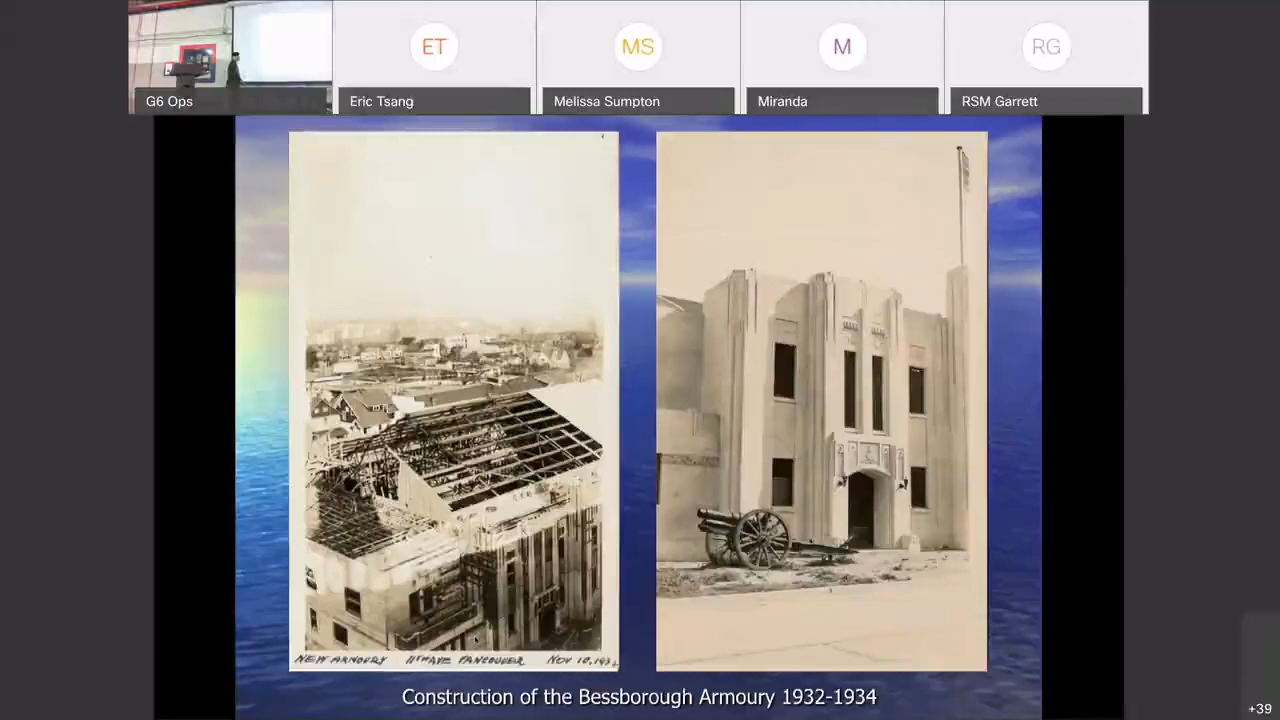 ET
MS
M
RG
G6 Ops
Eric Tsang
Melissa Sumpton
Miranda
RSM Garrett
NEW ARMOURY 11TH AVE VANCOUVER NOV 10, 193
Construction of the Bessborough Armoury 1932-1934
+39